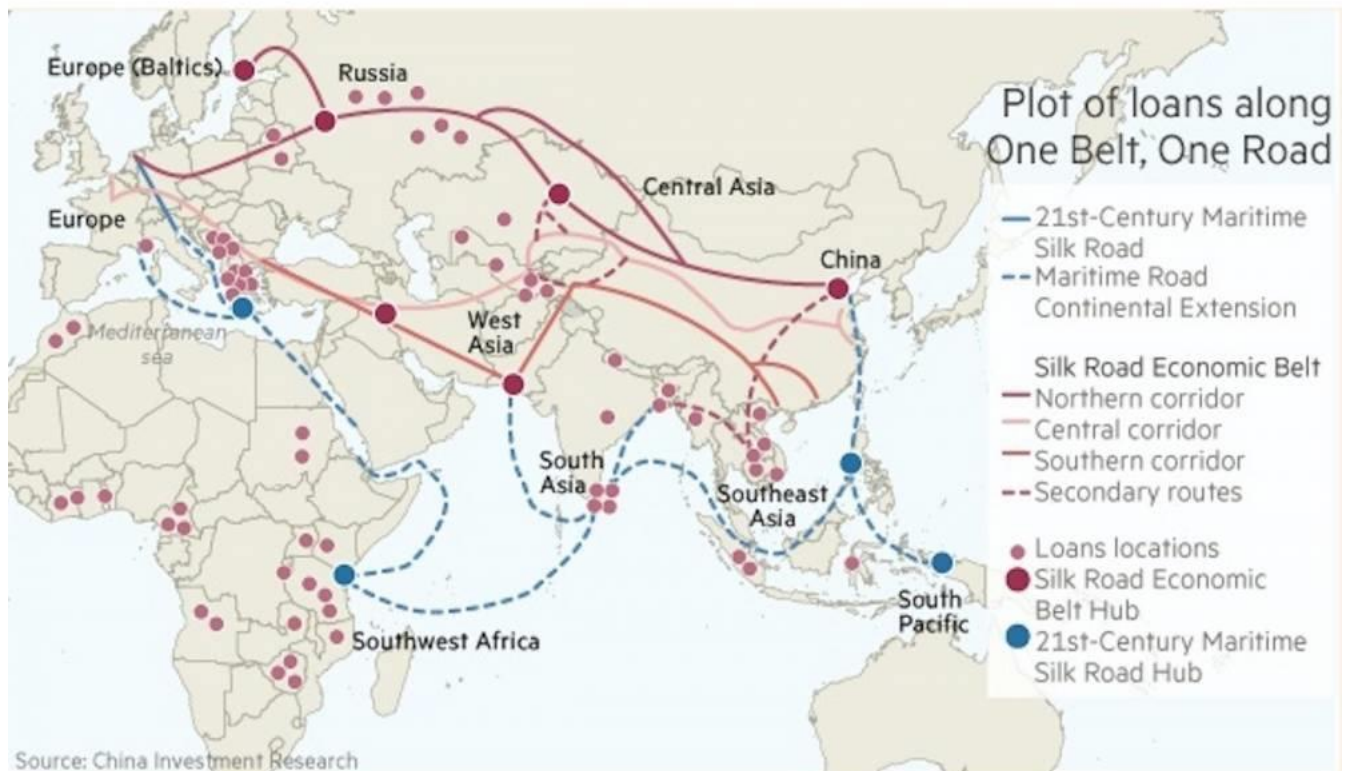 Europe (Baltics)
Russia
Plot of loans along
One Belt, One Road
Central Asia
Europe
21st-Century Maritime
Silk Road
China
Maritime Road
Continental Extension
Mediterranean
sea
West
Asia
Silk Road Economic Belt
Northern corridor
Central corridor
Southern corridor
South
Asia
Secondary routes
Southeast
Asia
Loans locations
Silk Road Economic
Belt Hub
South
Pacific
21st-Century Maritime
Silk Road Hub
Southwest Africa
Source: China Investment Research